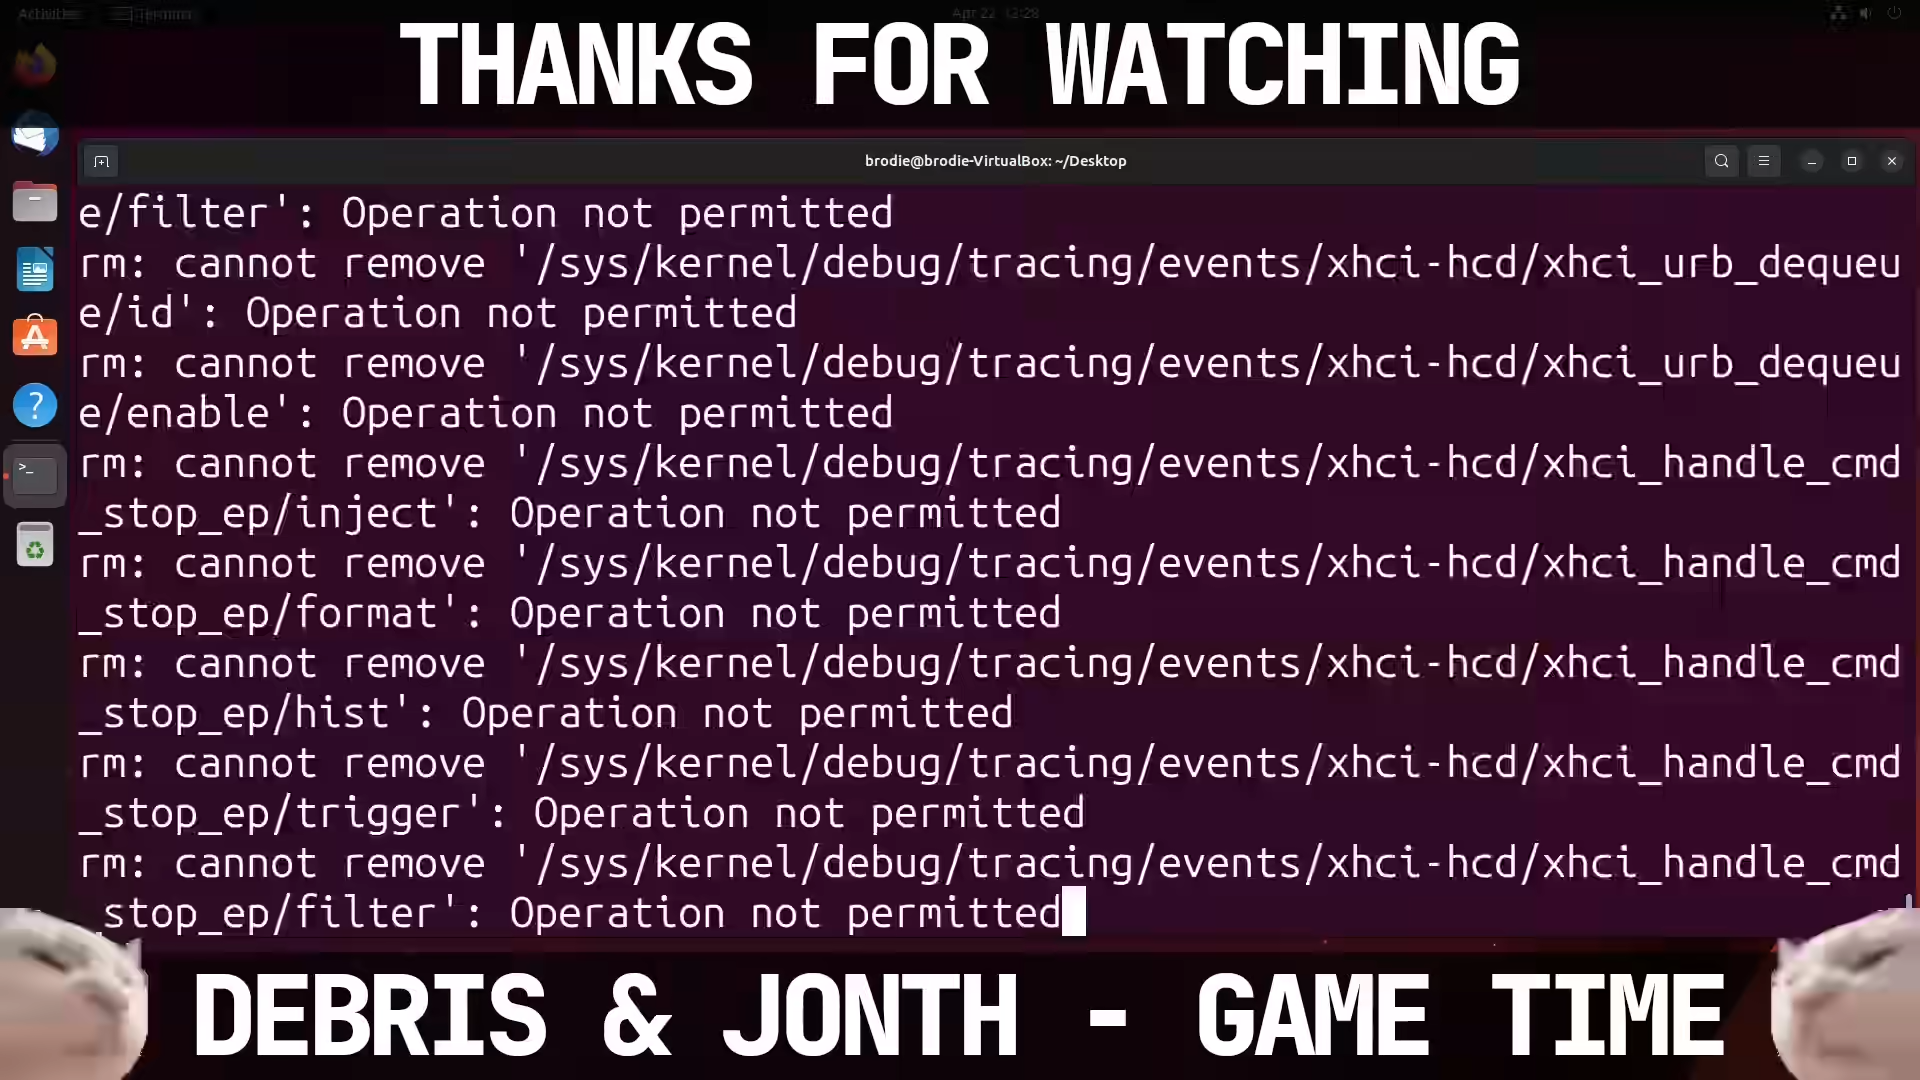 Activities
Terminal
Apr 22 12:28
THANKS FOR WATCHING
brodie@brodie-VirtualBox: ~/Desktop
e/filter': Operation not permitted
rm: cannot remove '/sys/kernel/debug/tracing/events/xhci-hcd/xhci_urb_dequeu
e/id': Operation not permitted
rm: cannot remove '/sys/kernel/debug/tracing/events/xhci-hcd/xhci_urb_dequeu
e/enable': Operation not permitted
rm: cannot remove '/sys/kernel/debug/tracing/events/xhci-hcd/xhci_handle_cmd
_stop_ep/inject': Operation not permitted
rm: cannot remove '/sys/kernel/debug/tracing/events/xhci-hcd/xhci_handle_cmd
_stop_ep/format': Operation not permitted
rm: cannot remove '/sys/kernel/debug/tracing/events/xhci-hcd/xhci_handle_cmd
_stop_ep/hist': Operation not permitted
rm: cannot remove '/sys/kernel/debug/tracing/events/xhci-hcd/xhci_handle_cmd
_stop_ep/trigger': Operation not permitted
rm: cannot remove '/sys/kernel/debug/tracing/events/xhci-hcd/xhci_handle_cmd
_stop_ep/filter': Operation not permitted
DEBRIS & JONTH - GAME TIME